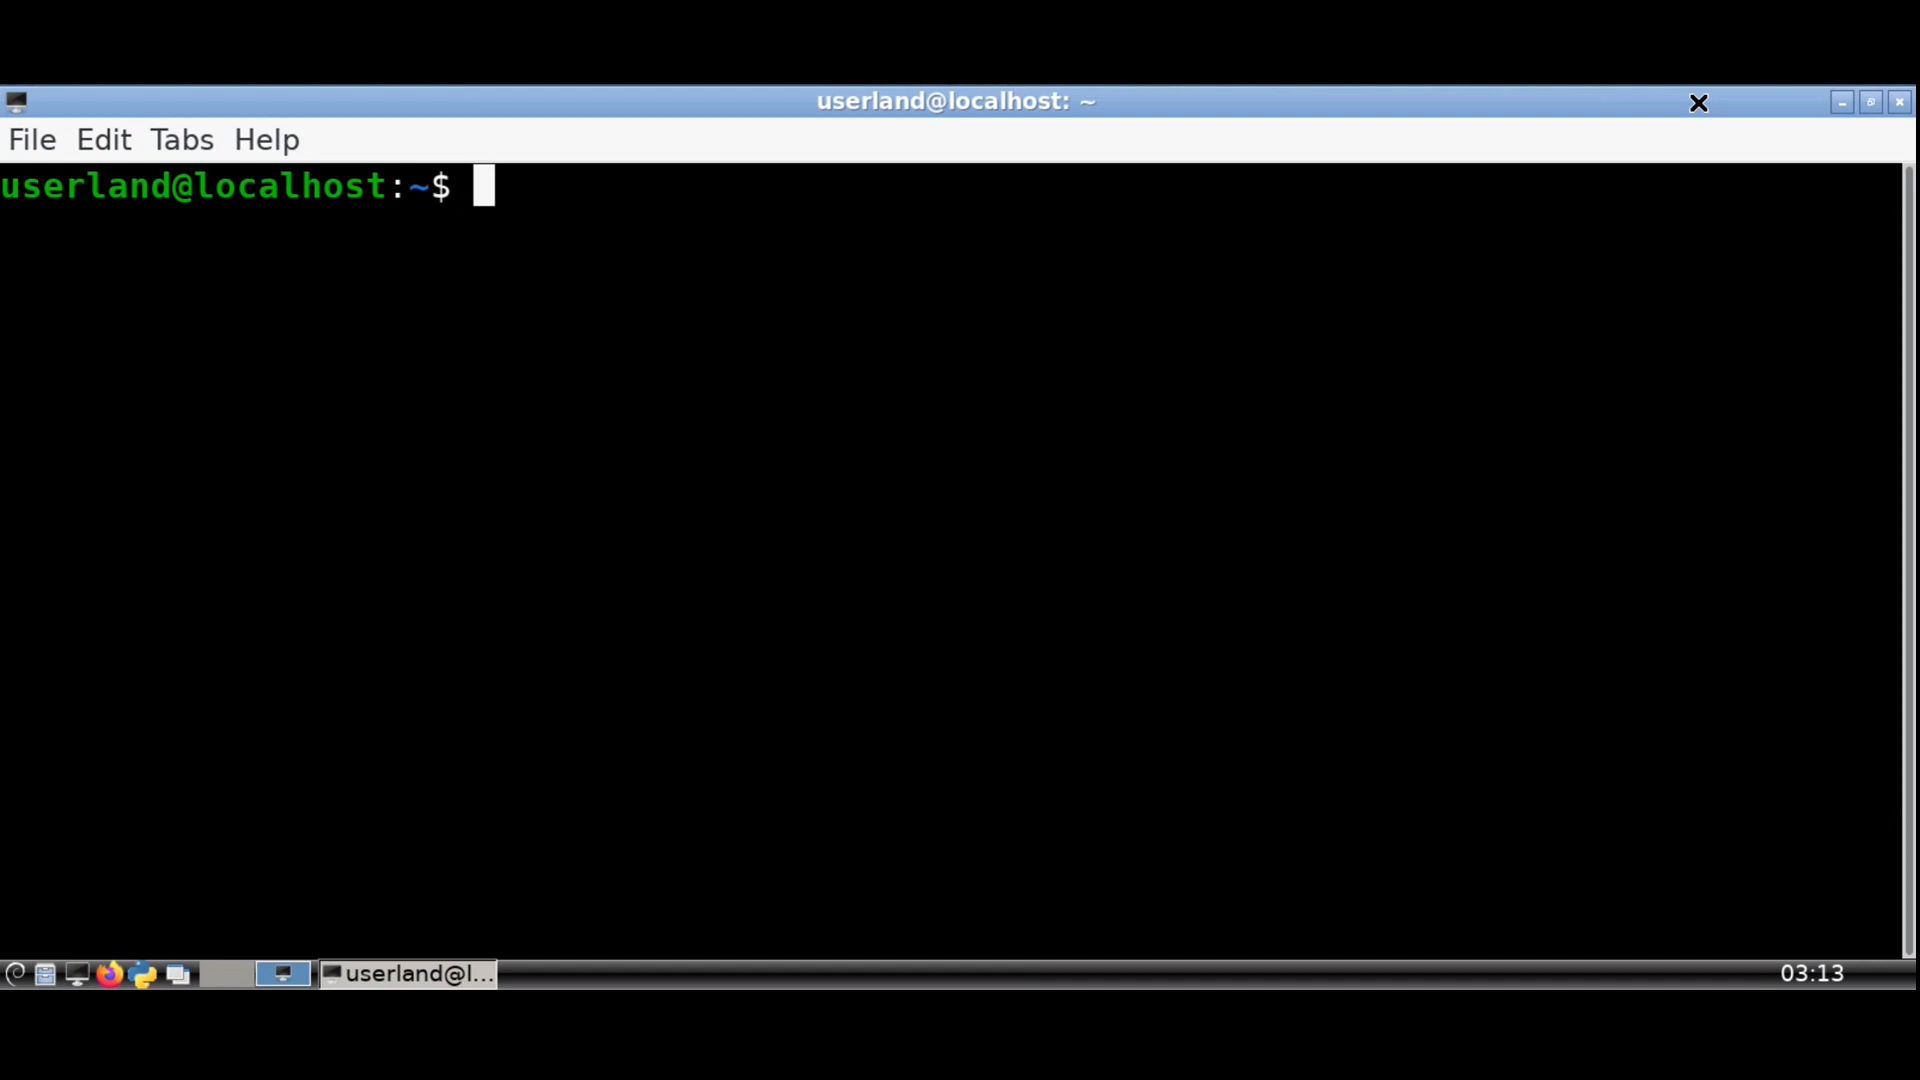 userland@localhost: ~
File Edit Tabs Help
userland@localhost:~$
userland@l...
03:13